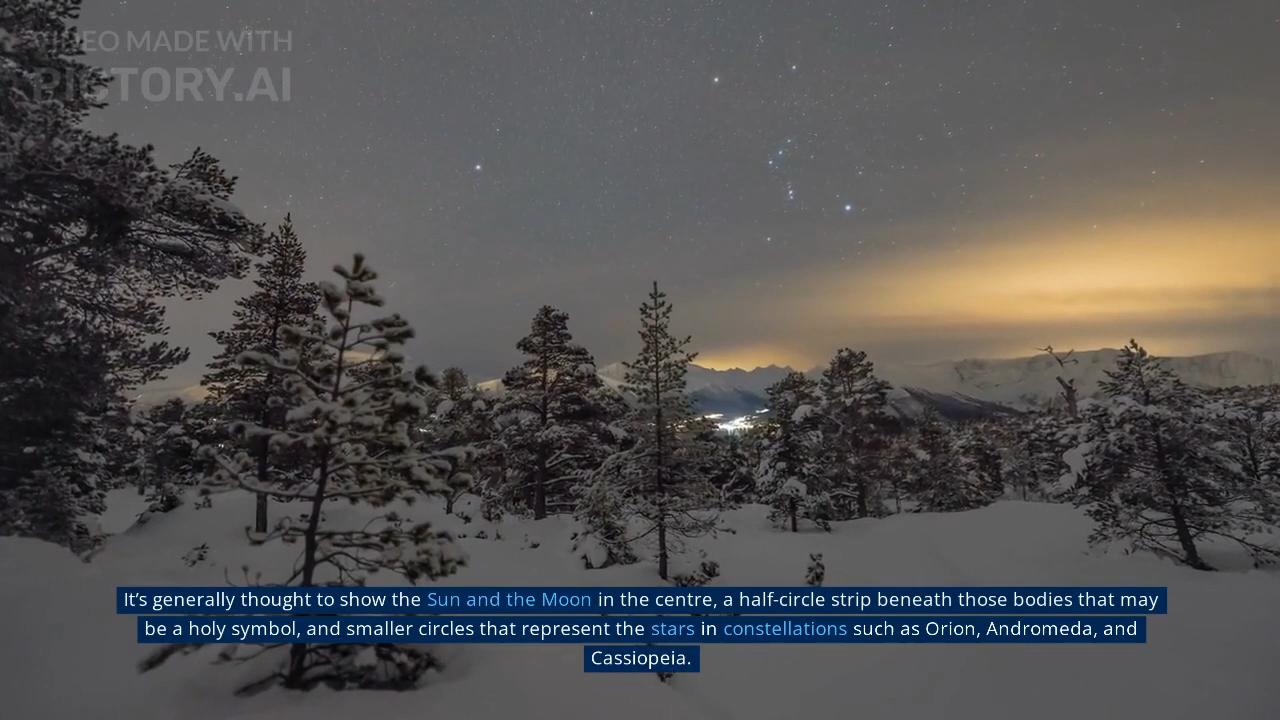 VIDEO MADE WITH
PICTORY.AI
It’s generally thought to show the Sun and the Moon in the centre, a half-circle strip beneath those bodies that may
be a holy symbol, and smaller circles that represent the stars in constellations such as Orion, Andromeda, and
Cassiopeia.